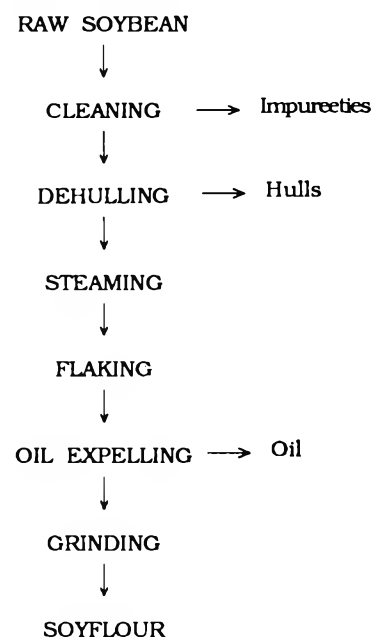 RAW SOYBEAN
CLEANING → Impureeties
DEHULLING → Hulls
STEAMING
FLAKING
OIL EXPELLING → Oil
GRINDING
SOYFLOUR